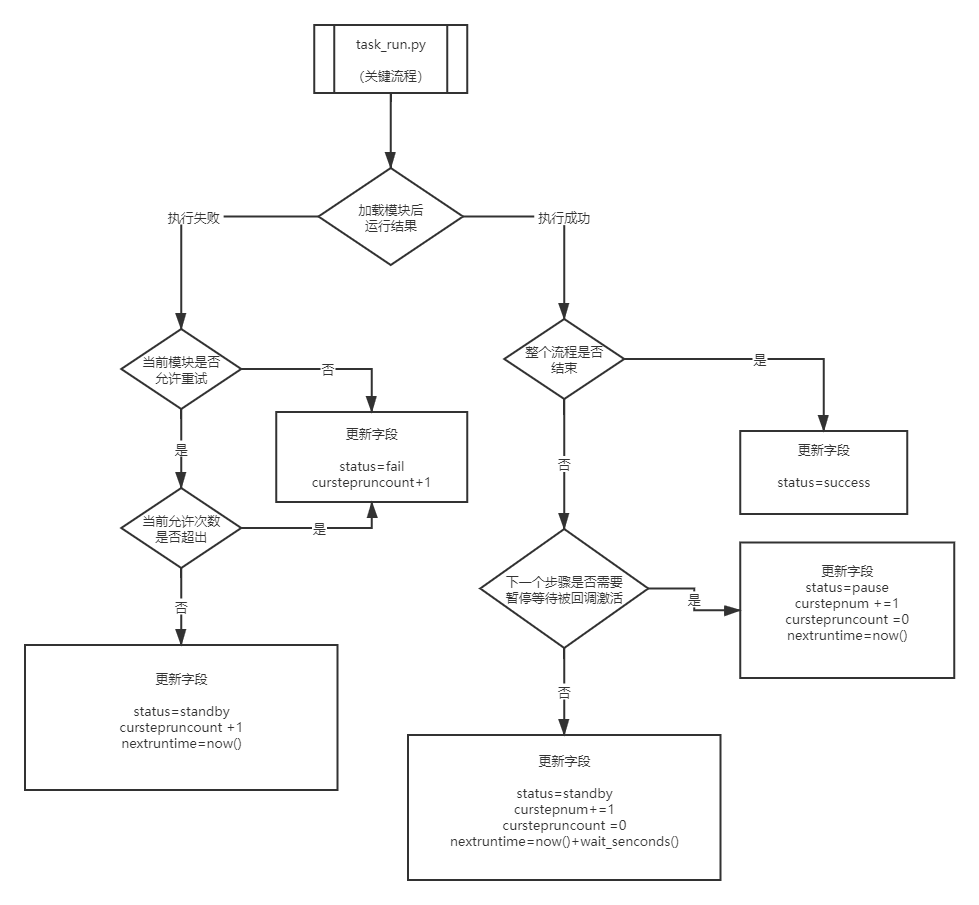 task_run.py
（关键流程）
加载模块后
运行结果
执行失败
执行成功
当前模块是否
允许重试
否
整个流程是否
结束
是
更新字段
status=fail
curstepruncount+1
是
更新字段
status=success
否
当前允许次数
是否超出
是
下一个步骤是否需要
暂停等待被回调激活
是
更新字段
status=pause
curstepnum +=1
curstepruncount =0
nextruntime=now()
否
更新字段
status=standby
curstepruncount +1
nextruntime=now()
否
更新字段
status=standby
curstepnum+=1
curstepruncount =0
nextruntime=now()+wait_senconds()